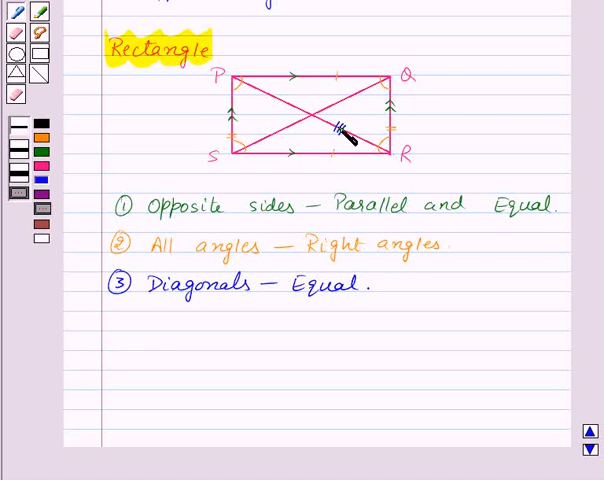 Rectangle
P Q
S R
① Opposite sides – Parallel and Equal.
② All angles – Right angles.
③ Diagonals – Equal.